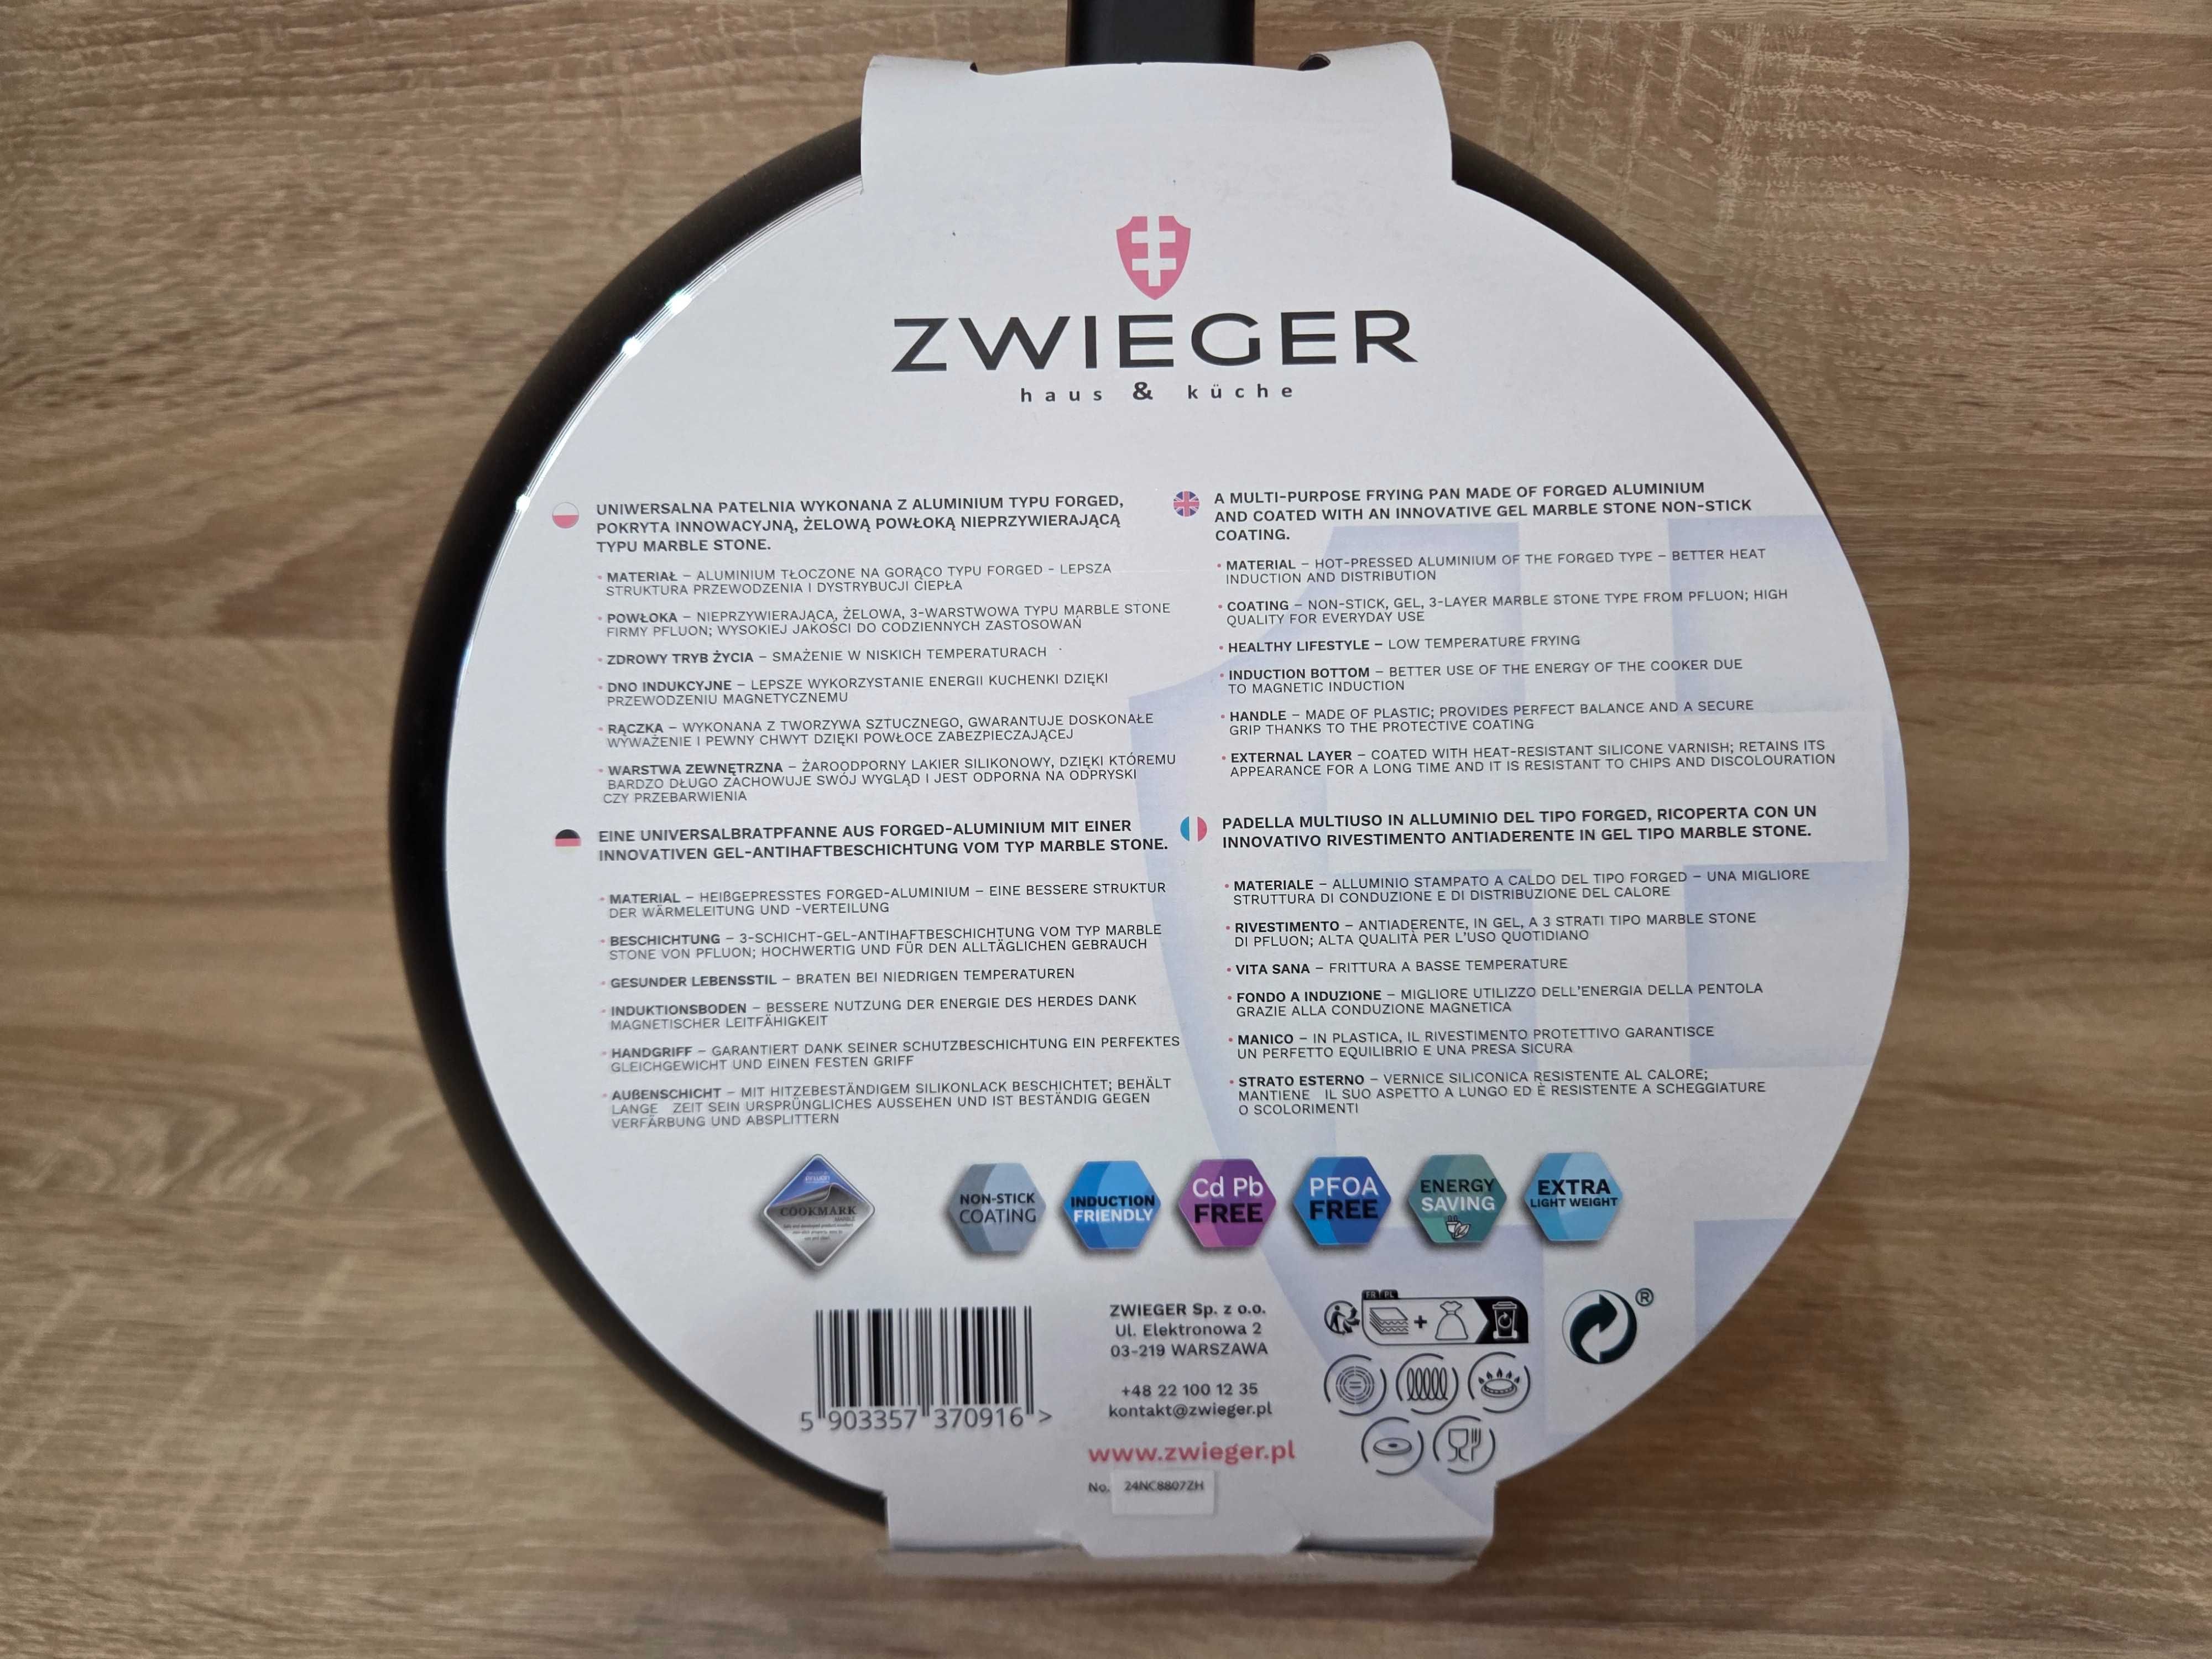 ZWIEGER
haus & küche
UNIWERSALNA PATELNIA WYKONANA Z ALUMINIUM TYPU FORGED,
POKRYTA INNOWACYJNĄ, ŻELOWĄ POWŁOKĄ NIEPRZYWIERAJĄCĄ
TYPU MARBLE STONE.
• MATERIAŁ – ALUMINIUM TŁOCZONE NA GORĄCO TYPU FORGED - LEPSZA
STRUKTURA PRZEWODZENIA I DYSTRYBUCJI CIEPŁA
• POWŁOKA – NIEPRZYWIERAJĄCA, ŻELOWA, 3-WARSTWOWA TYPU MARBLE STONE
FIRMY PFLUON; WYSOKIEJ JAKOŚCI DO CODZIENNYCH ZASTOSOWAŃ
• ZDROWY TRYB ŻYCIA – SMAŻENIE W NISKICH TEMPERATURACH
• DNO INDUKCYJNE – LEPSZE WYKORZYSTANIE ENERGII KUCHENKI DZIĘKI
PRZEWODZENIU MAGNETYCZNEMU
• RĄCZKA – WYKONANA Z TWORZYWA SZTUCZNEGO, GWARANTUJE DOSKONAŁE
WYWAŻENIE I PEWNY CHWYT DZIĘKI POWŁOCE ZABEZPIECZAJĄCEJ
• WARSTWA ZEWNĘTRZNA – ŻAROODPORNY LAKIER SILIKONOWY, DZIĘKI KTÓREMU
BARDZO DŁUGO ZACHOWUJE SWÓJ WYGLĄD I JEST ODPORNA NA ODPRYSKI
CZY PRZEBARWIENIA
A MULTI-PURPOSE FRYING PAN MADE OF FORGED ALUMINIUM
AND COATED WITH AN INNOVATIVE GEL MARBLE STONE NON-STICK
COATING.
• MATERIAL – HOT-PRESSED ALUMINIUM OF THE FORGED TYPE – BETTER HEAT
INDUCTION AND DISTRIBUTION
• COATING – NON-STICK, GEL, 3-LAYER MARBLE STONE TYPE FROM PFLUON; HIGH
QUALITY FOR EVERYDAY USE
• HEALTHY LIFESTYLE – LOW TEMPERATURE FRYING
• INDUCTION BOTTOM – BETTER USE OF THE ENERGY OF THE COOKER DUE
TO MAGNETIC INDUCTION
• HANDLE – MADE OF PLASTIC; PROVIDES PERFECT BALANCE AND A SECURE
GRIP THANKS TO THE PROTECTIVE COATING
• EXTERNAL LAYER – COATED WITH HEAT-RESISTANT SILICONE VARNISH; RETAINS ITS
APPEARANCE FOR A LONG TIME AND IT IS RESISTANT TO CHIPS AND DISCOLOURATION
EINE UNIVERSALBRATPFANNE AUS FORGED-ALUMINIUM MIT EINER
INNOVATIVEN GEL-ANTIHAFTBESCHICHTUNG VOM TYP MARBLE STONE.
• MATERIAL – HEIßGEPRESSTES FORGED-ALUMINIUM – EINE BESSERE STRUKTUR
DER WÄRMELEITUNG UND -VERTEILUNG
• BESCHICHTUNG – 3-SCHICHT-GEL-ANTIHAFTBESCHICHTUNG VOM TYP MARBLE
STONE VON PFLUON; HOCHWERTIG UND FÜR DEN ALLTÄGLICHEN GEBRAUCH
• GESUNDER LEBENSSTIL – BRATEN BEI NIEDRIGEN TEMPERATUREN
• INDUKTIONSBODEN – BESSERE NUTZUNG DER ENERGIE DES HERDES DANK
MAGNETISCHER LEITFÄHIGKEIT
• HANDGRIFF – GARANTIERT DANK SEINER SCHUTZBESCHICHTUNG EIN PERFEKTES
GLEICHGEWICHT UND EINEN FESTEN GRIFF
• AUßENSCHICHT – MIT HITZEBESTÄNDIGEM SILIKONLACK BESCHICHTET; BEHÄLT
LANGE ZEIT SEIN URSPRÜNGLICHES AUSSEHEN UND IST BESTÄNDIG GEGEN
VERFÄRBUNG UND ABSPLITTERN
PADELLA MULTIUSO IN ALLUMINIO DEL TIPO FORGED, RICOPERTA CON UN
INNOVATIVO RIVESTIMENTO ANTIADERENTE IN GEL TIPO MARBLE STONE.
• MATERIALE – ALLUMINIO STAMPATO A CALDO DEL TIPO FORGED – UNA MIGLIORE
STRUTTURA DI CONDUZIONE E DI DISTRIBUZIONE DEL CALORE
• RIVESTIMENTO – ANTIADERENTE, IN GEL, A 3 STRATI TIPO MARBLE STONE
DI PFLUON; ALTA QUALITÀ PER L'USO QUOTIDIANO
• VITA SANA – FRITTURA A BASSE TEMPERATURE
• FONDO A INDUZIONE – MIGLIORE UTILIZZO DELL'ENERGIA DELLA PENTOLA
GRAZIE ALLA CONDUZIONE MAGNETICA
• MANICO – IN PLASTICA, IL RIVESTIMENTO PROTETTIVO GARANTISCE
UN PERFETTO EQUILIBRIO E UNA PRESA SICURA
• STRATO ESTERNO – VERNICE SILICONICA RESISTENTE AL CALORE;
MANTIENE IL SUO ASPETTO A LUNGO ED È RESISTENTE A SCHEGGIATURE
O SCOLORIMENTI
COOKMARK
NON-STICK
COATING
INDUCTION
FRIENDLY
Cd Pb
FREE
PFOA
FREE
ENERGY
SAVING
EXTRA
LIGHT WEIGHT
5 903357 370916 >
ZWIEGER Sp. z o.o.
Ul. Elektronowa 2
03-219 WARSZAWA
+48 22 100 12 35
kontakt@zwieger.pl
www.zwieger.pl
No. 24NC8807ZH
FR PL
+
®